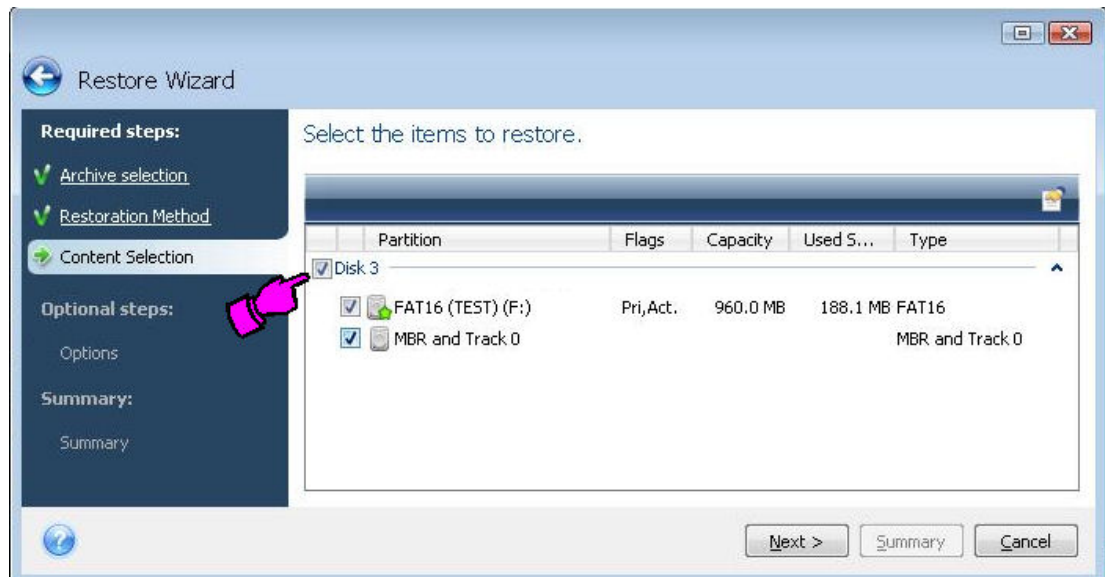 Restore Wizard
Required steps:
Archive selection
Restoration Method
Content Selection
Optional steps:
Options
Summary:
Summary
Select the items to restore.
Partition Flags Capacity Used S... Type
Disk 3
FAT16 (TEST) (F:) Pri,Act. 960.0 MB 188.1 MB FAT16
MBR and Track 0 MBR and Track 0
? Next > Summary Cancel